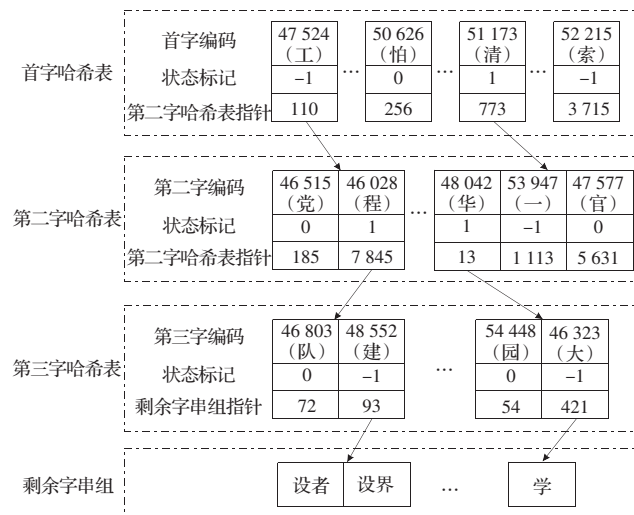 首字哈希表
首字编码 47 524 50 626 51 173 52 215
（工） （怕） （清） （索）
... ... ...
状态标记 –1 0 1 –1
第二字哈希表指针 110 256 773 3 715
第二字哈希表
第二字编码 46 515 46 028 48 042 53 947 47 577
（党） （程） （华） （一） （官）
...
状态标记 0 1 1 –1 0
第二字哈希表指针 185 7 845 13 1 113 5 631
第三字哈希表
第三字编码 46 803 48 552 54 448 46 323
（队） （建） （园） （大）
...
状态标记 0 –1 0 –1
剩余字串组指针 72 93 54 421
剩余字串组 设者 设界 ... 学